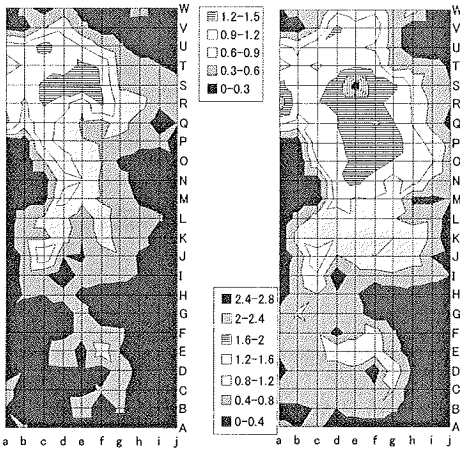 1.2-1.5
0.9-1.2
0.6-0.9
0.3-0.6
0-0.3
W
V
U
T
S
R
Q
P
O
N
M
L
K
J
I
H
G
F
E
D
C
B
A
a b c d e f g h i j
2.4-2.8
2-2.4
1.6-2
1.2-1.6
0.8-1.2
0.4-0.8
0-0.4
W
V
U
T
S
R
Q
P
O
N
M
L
K
J
I
H
G
F
E
D
C
B
A
a b c d e f g h i j